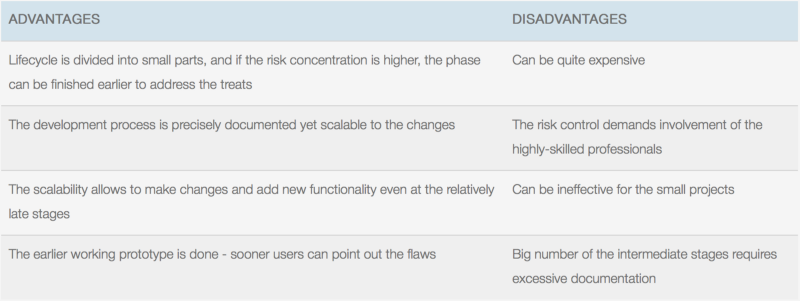 ADVANTAGES DISADVANTAGES
Lifecycle is divided into small parts, and if the risk concentration is higher, the phase Can be quite expensive
can be finished earlier to address the treats
The development process is precisely documented yet scalable to the changes The risk control demands involvement of the
highly-skilled professionals
The scalability allows to make changes and add new functionality even at the relatively Can be ineffective for the small projects
late stages
The earlier working prototype is done - sooner users can point out the flaws Big number of the intermediate stages requires
excessive documentation